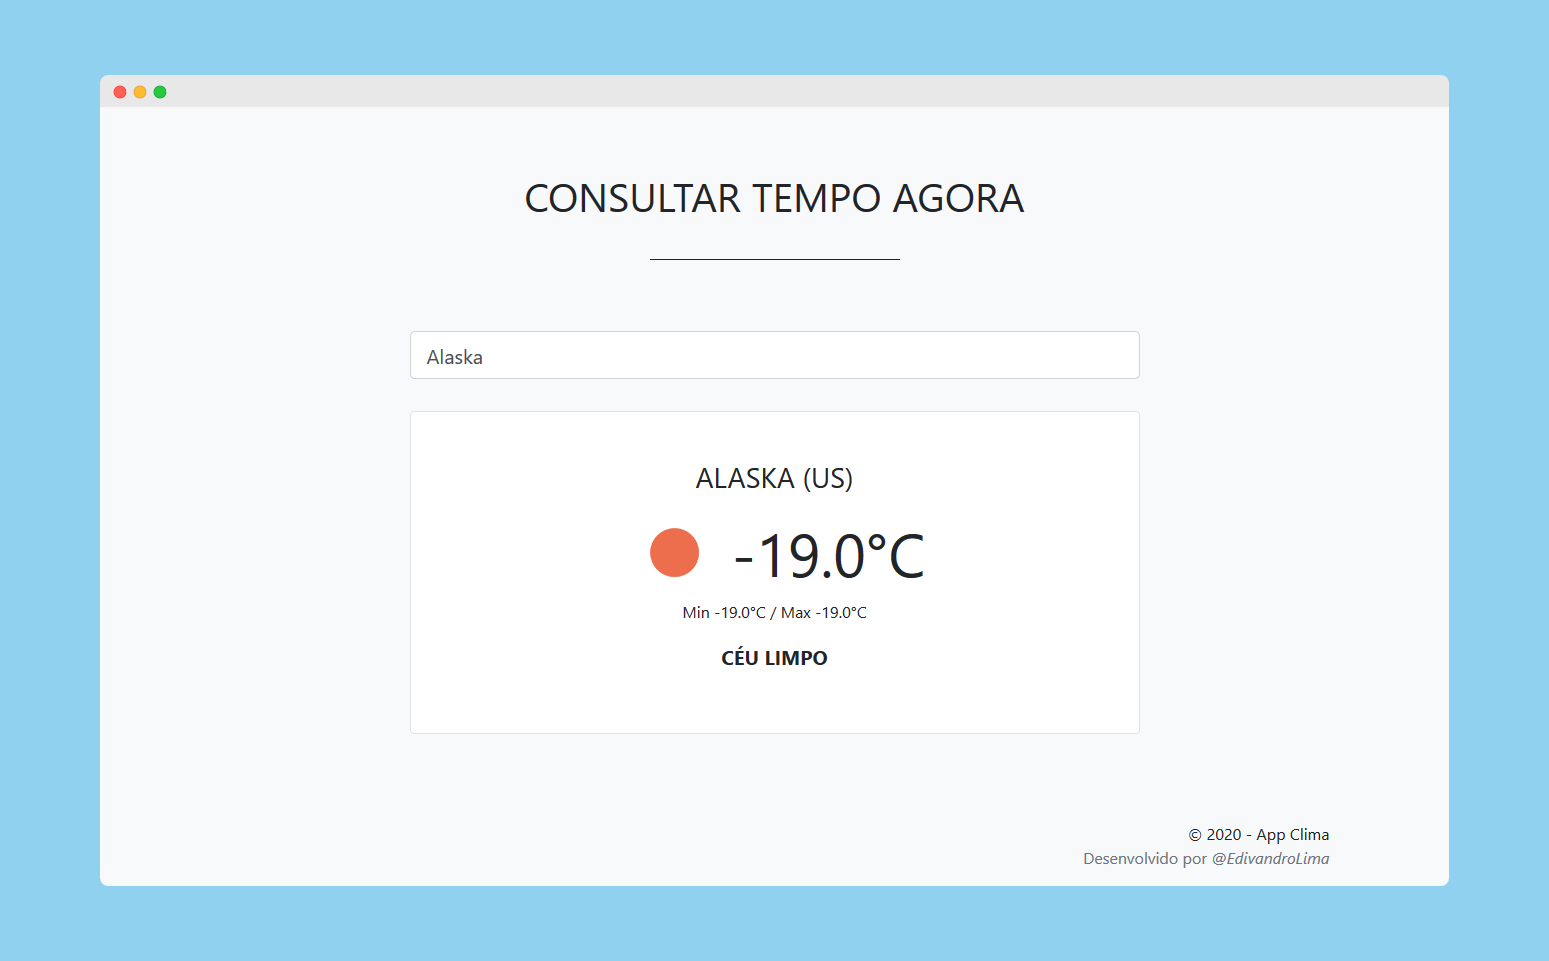 CONSULTAR TEMPO AGORA
Alaska
ALASKA (US)
-19.0°C
Min -19.0°C / Max -19.0°C
CÉU LIMPO
© 2020 - App Clima
Desenvolvido por @EdivandroLima